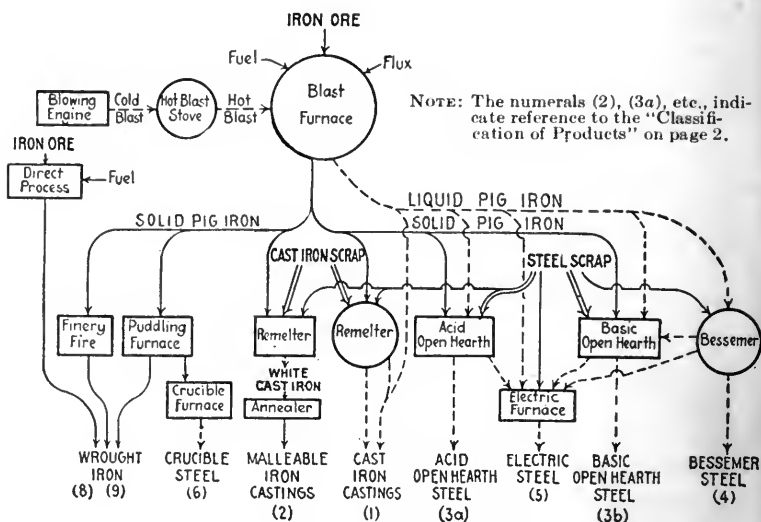 IRON ORE
Fuel
Flux
Blast
Furnace
Blowing
Engine
Cold
Blast
Hot Blast
Stove
Hot
Blast
NOTE: The numerals (2), (3a), etc., indi-
cate reference to the "Classifi-
cation of Products" on page 2.
IRON ORE
Direct
Process
Fuel
LIQUID PIG IRON
SOLID PIG IRON
SOLID PIG IRON
CAST IRON SCRAP
STEEL SCRAP
Finery
Fire
Puddling
Furnace
Remelter
Remelter
Acid
Open Hearth
Basic
Open Hearth
Bessemer
WHITE
CAST IRON
Crucible
Furnace
Annealer
Electric
Furnace
WROUGHT
IRON
(8) (9)
CRUCIBLE
STEEL
(6)
MALLEABLE
IRON
CASTINGS
(2)
CAST
IRON
CASTINGS
(1)
ACID
OPEN HEARTH
STEEL
(3a)
ELECTRIC
STEEL
(5)
BASIC
OPEN HEARTH
STEEL
(3b)
BESSEMER
STEEL
(4)